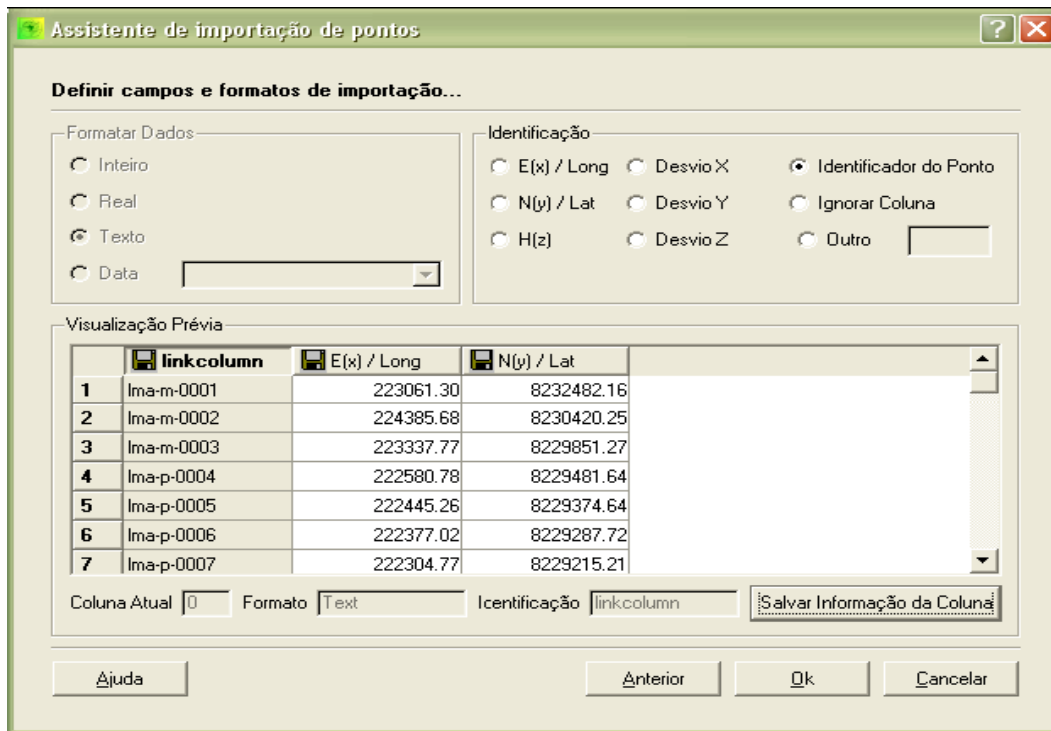 Assistente de importação de pontos
Definir campos e formatos de importação...
Formatar Dados
Inteiro
Real
Texto
Data
Identificação
E(x) / Long Desvio X Identificador do Ponto
N(y) / Lat Desvio Y Ignorar Coluna
H(z) Desvio Z Outro
Visualização Prévia
linkcolumn E(x) / Long N(y) / Lat
1 lma-m-0001 223061.30 8232482.16
2 lma-m-0002 224385.68 8230420.25
3 lma-m-0003 223337.77 8229851.27
4 lma-p-0004 222580.78 8229481.64
5 lma-p-0005 222445.26 8229374.64
6 lma-p-0006 222377.02 8229287.72
7 lma-p-0007 222304.77 8229215.21
Coluna Atual 0 Formato Text Icentificação linkcolumn Salvar Informação da Coluna
Ajuda Anterior Ok Cancelar